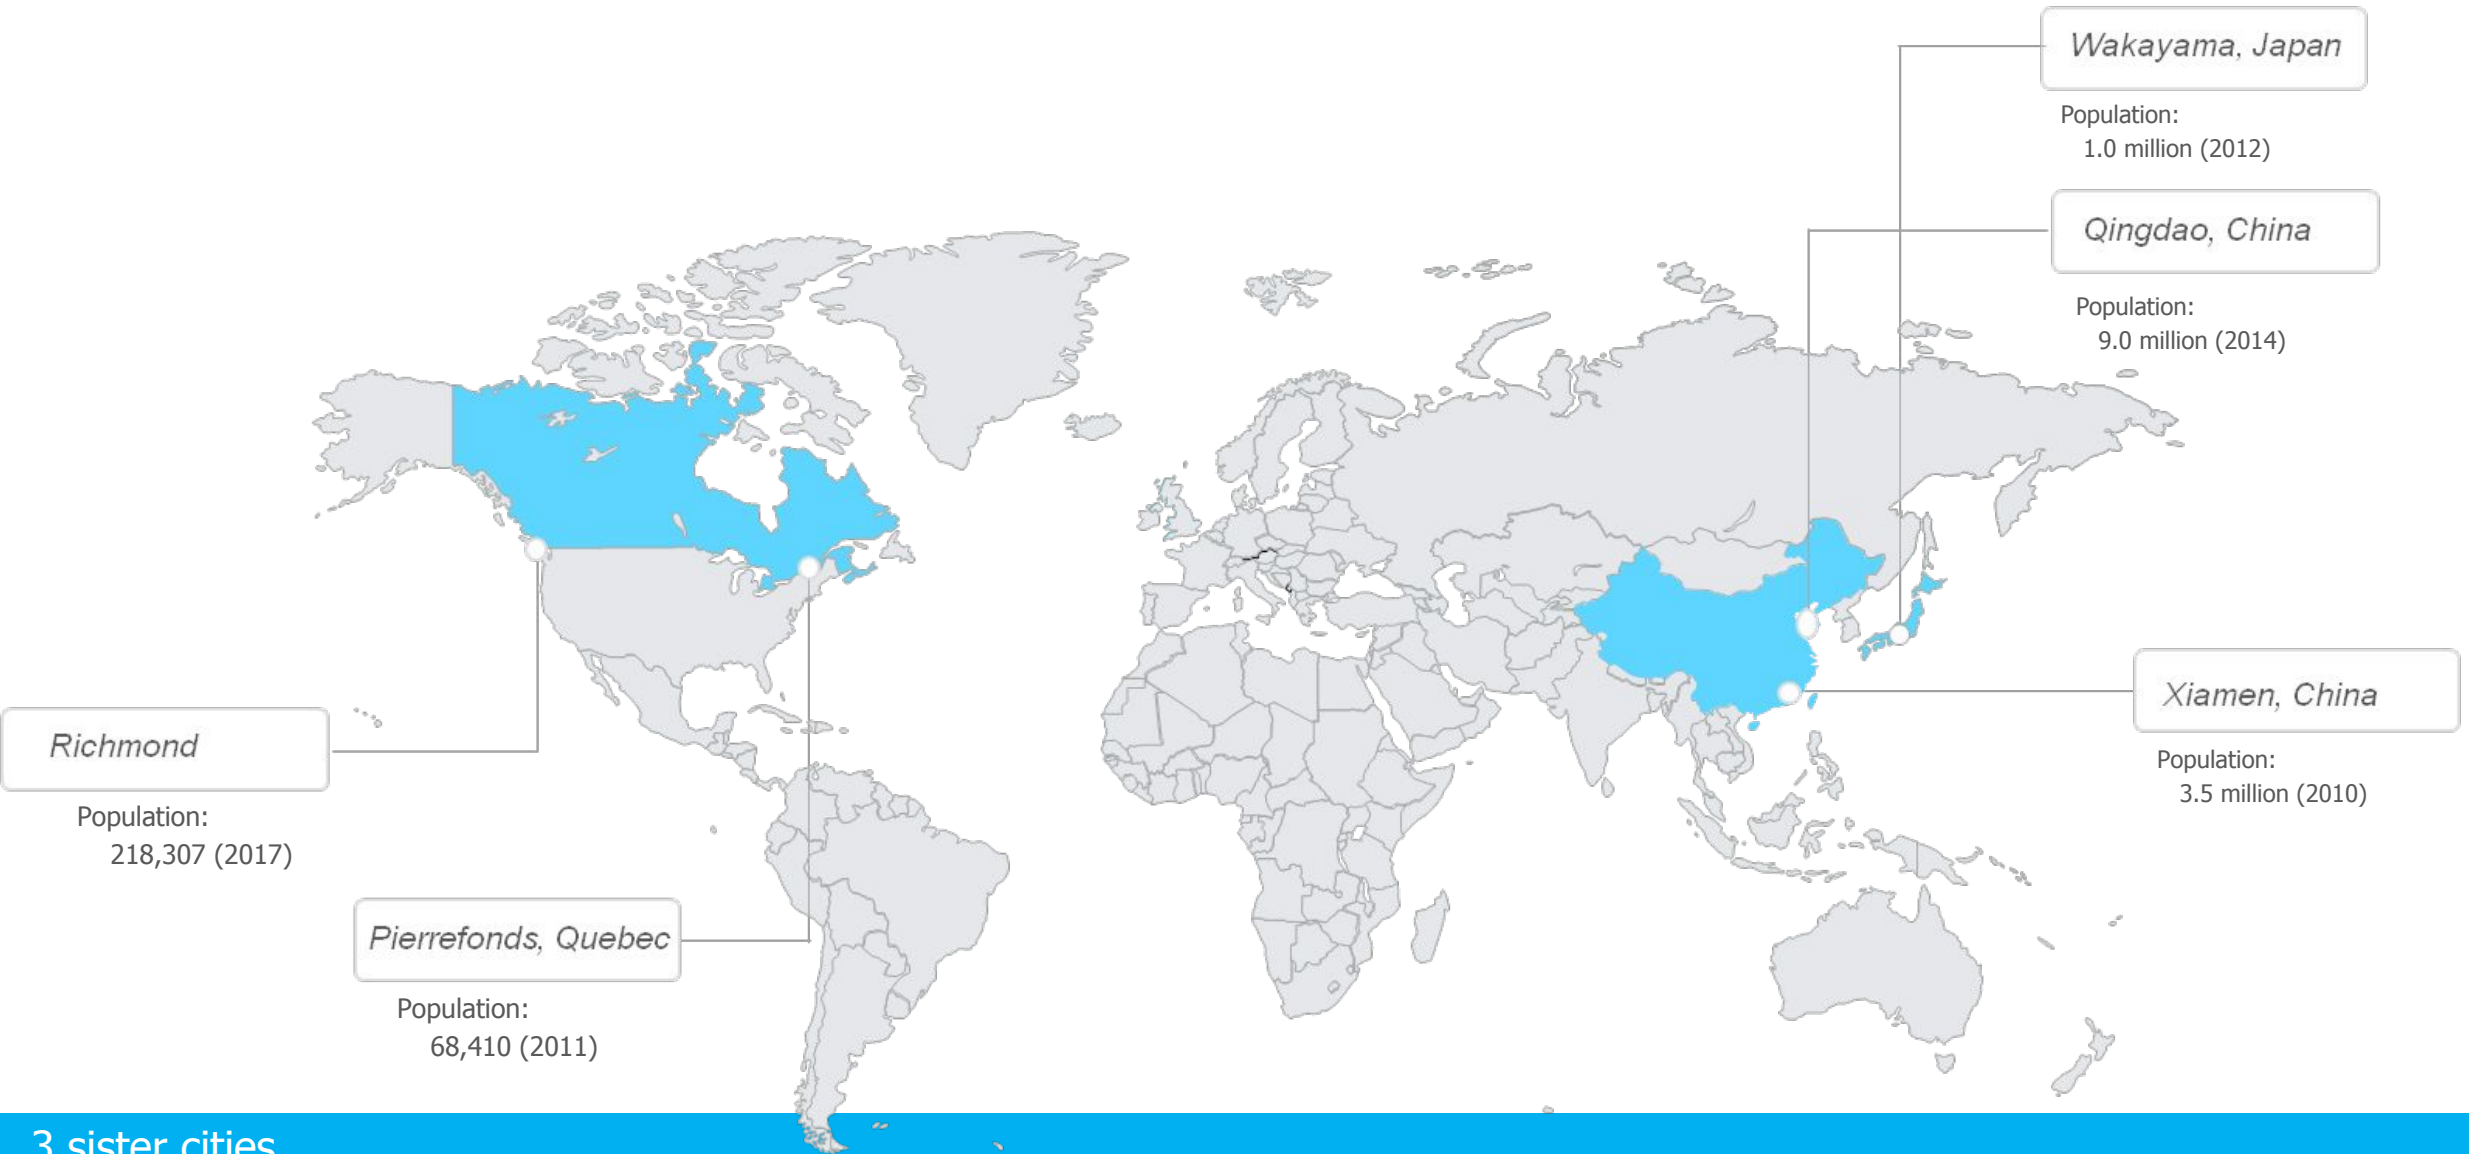 Wakayama, Japan
Population:
1.0 million (2012)
Qingdao, China
Population:
9.0 million (2014)
Xiamen, China
Population:
3.5 million (2010)
Richmond
Population:
218,307 (2017)
Pierrefonds, Quebec
Population:
68,410 (2011)
3 sister cities